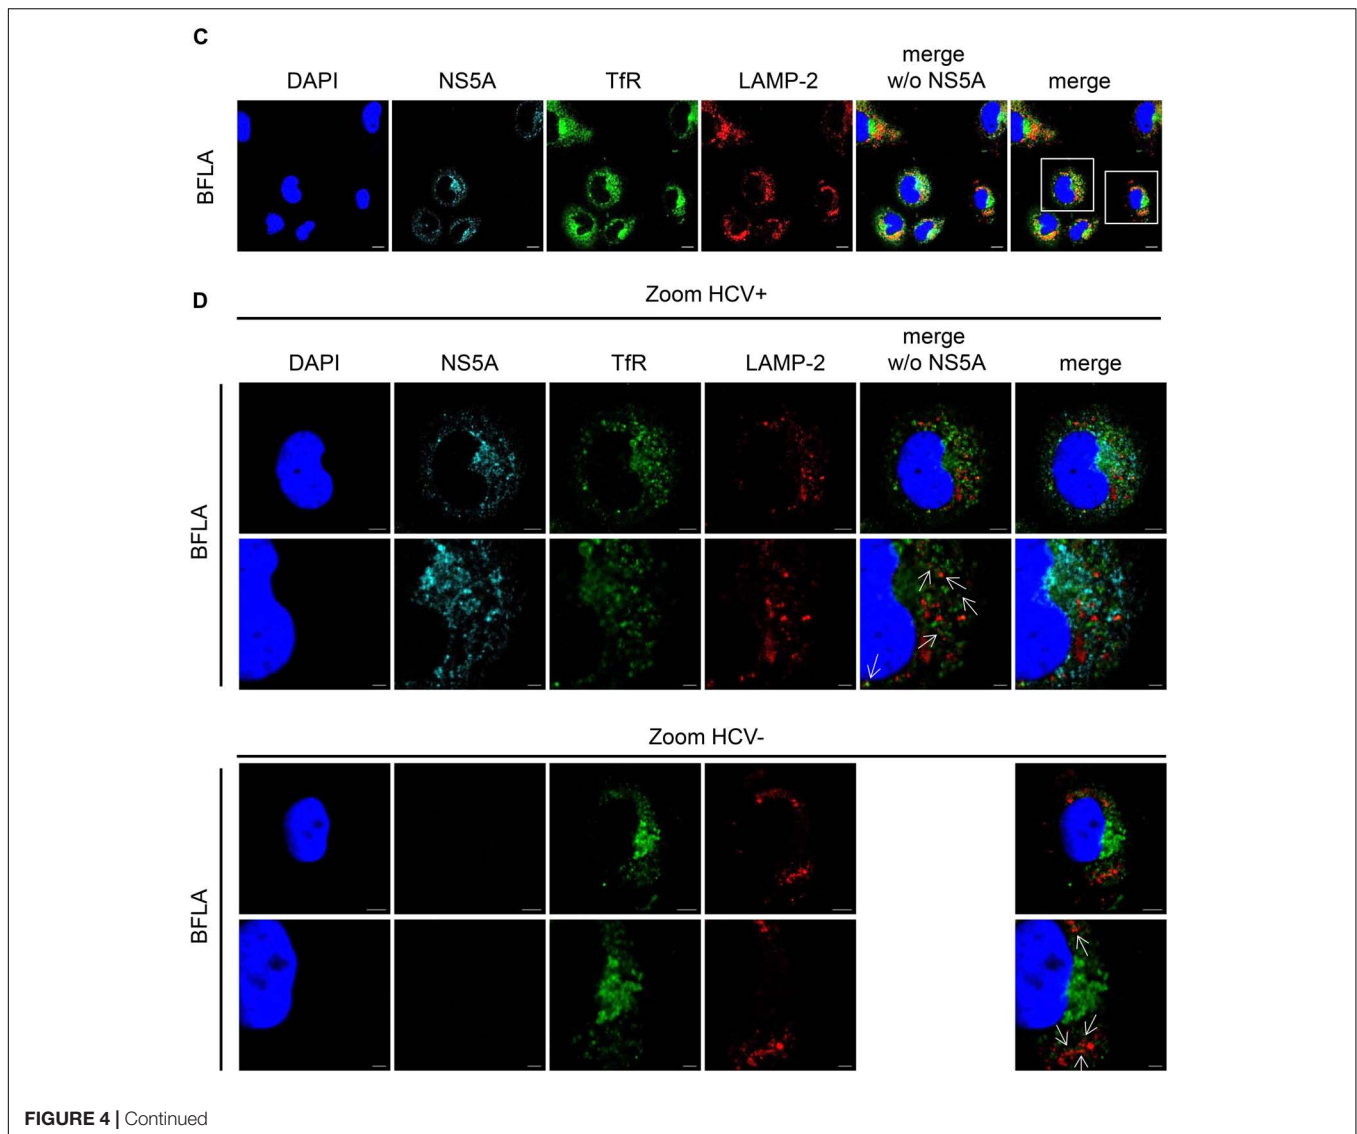 C
DAPI NS5A TfR LAMP-2 merge w/o NS5A merge
BFLA
D
Zoom HCV+
DAPI NS5A TfR LAMP-2 merge w/o NS5A merge
BFLA
Zoom HCV-
BFLA
FIGURE 4 | Continued